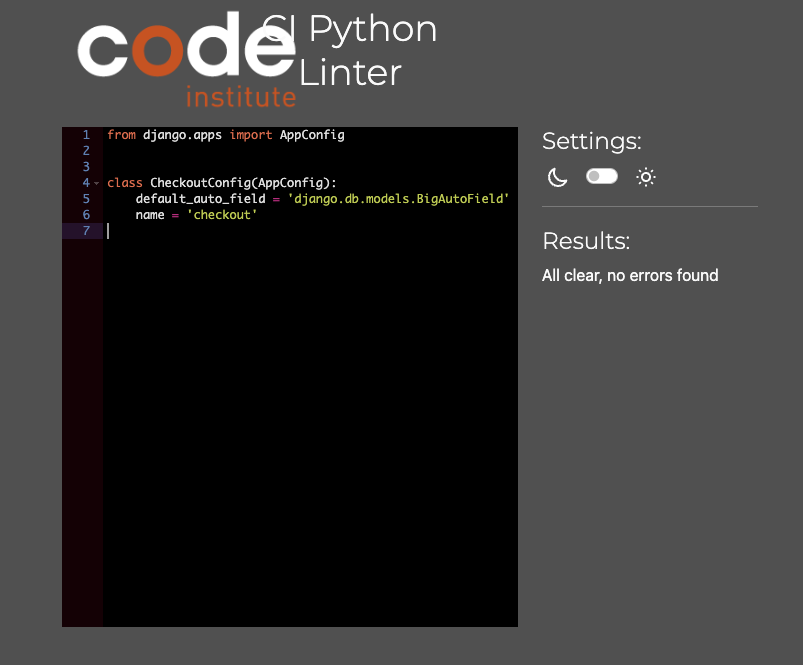 code
institute
CI Python
Linter
1 from django.apps import AppConfig
2
3
4 class CheckoutConfig(AppConfig):
5     default_auto_field = 'django.db.models.BigAutoField'
6     name = 'checkout'
7
Settings:
Results:
All clear, no errors found